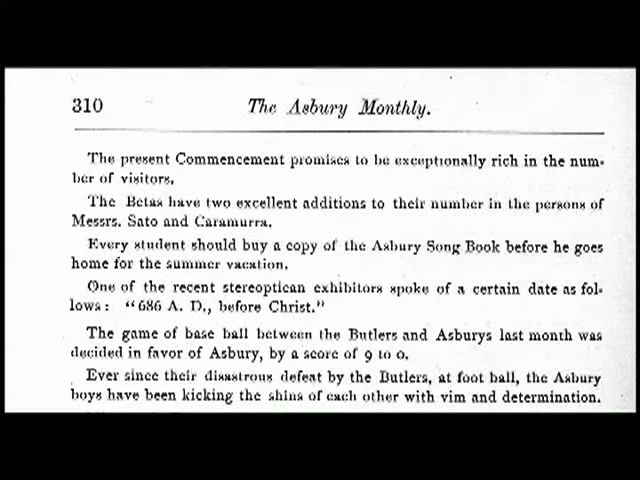 310 The Asbury Monthly.
The present Commencement promises to be exceptionally rich in the num-
ber of visitors.
The Betas have two excellent additions to their number in the persons of
Messrs. Sato and Caramurra.
Every student should buy a copy of the Asbury Song Book before he goes
home for the summer vacation.
One of the recent stereoptican exhibitors spoke of a certain date as fol-
lows: "686 A. D., before Christ."
The game of base ball between the Butlers and Asburys last month was
decided in favor of Asbury, by a score of 9 to 0.
Ever since their disastrous defeat by the Butlers, at foot ball, the Asbury
boys have been kicking the shins of each other with vim and determination.